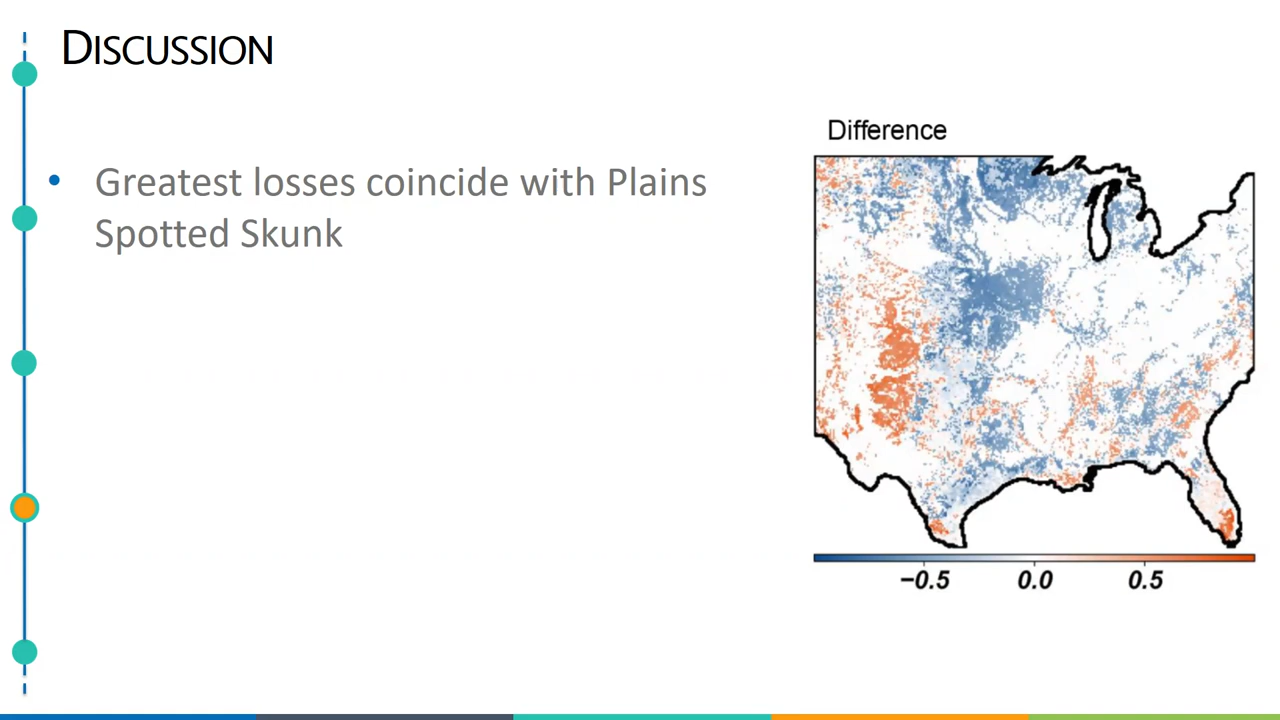 DISCUSSION
• Greatest losses coincide with Plains
Spotted Skunk
Difference
−0.5 0.0 0.5